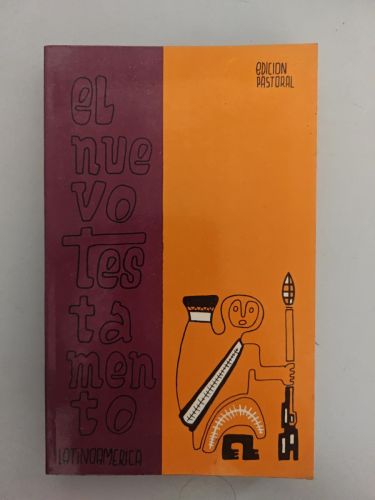 el
nue
vo
tes
ta
men
to
LATINOAMERICA
EDICION
PASTORAL